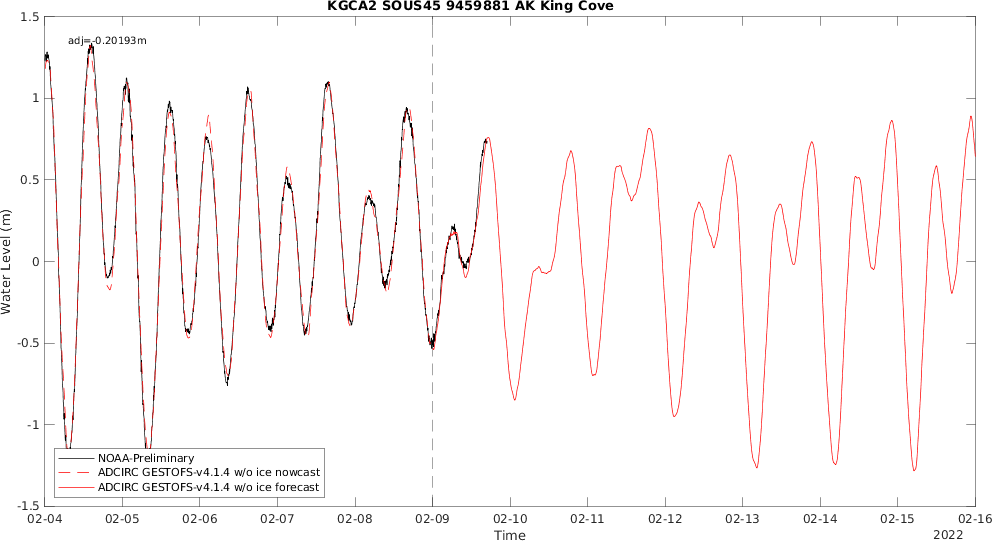 KGCA2 SOUS45 9459881 AK King Cove
adj=-0.20193m
1.5
1
0.5
0
-0.5
-1
-1.5
Water Level (m)
NOAA-Preliminary
ADCIRC GESTOFS-v4.1.4 w/o ice nowcast
ADCIRC GESTOFS-v4.1.4 w/o ice forecast
02-04 02-05 02-06 02-07 02-08 02-09 02-10 02-11 02-12 02-13 02-14 02-15 02-16
Time
2022